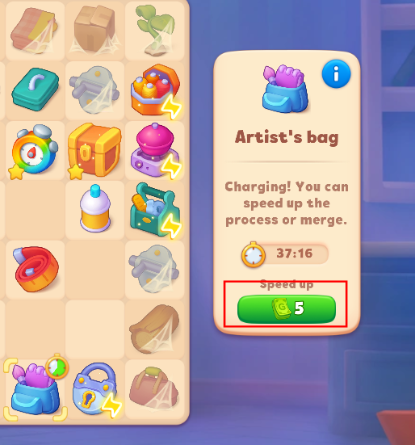 i
Artist's bag
Charging! You can
speed up the
process or merge.
37:16
Speed up
5